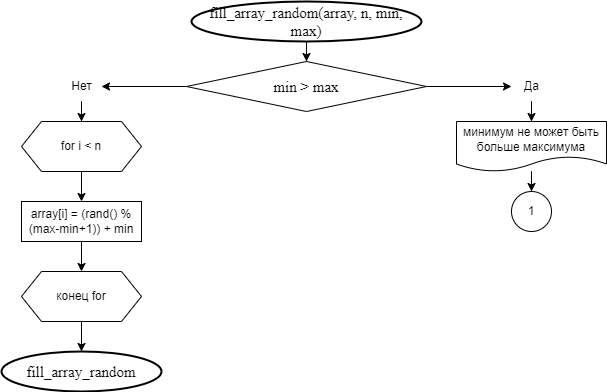 fill_array_random(array, n, min,
max)
min > max
Нет
Да
for i < n
минимум не может быть
больше максимума
array[i] = (rand() %
(max-min+1)) + min
1
конец for
fill_array_random